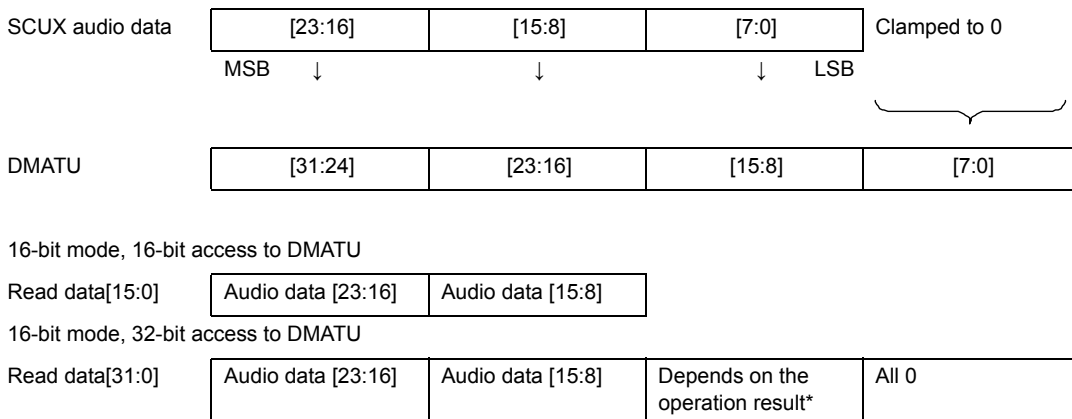 SCUX audio data [23:16] [15:8] [7:0] Clamped to 0
MSB ↓ ↓ ↓ LSB
DMATU [31:24] [23:16] [15:8] [7:0]
16-bit mode, 16-bit access to DMATU
Read data[15:0] Audio data [23:16] Audio data [15:8]
16-bit mode, 32-bit access to DMATU
Read data[31:0] Audio data [23:16] Audio data [15:8] Depends on the All 0
operation result*